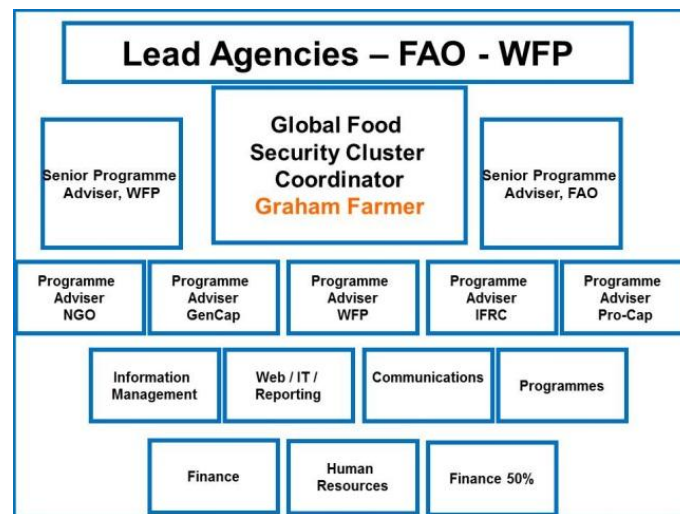 Lead Agencies – FAO - WFP
Global Food
Security Cluster
Coordinator
Graham Farmer
Senior Programme
Adviser, WFP
Senior Programme
Adviser, FAO
Programme
Adviser
NGO
Programme
Adviser
GenCap
Programme
Adviser
WFP
Programme
Adviser
IFRC
Programme
Adviser
Pro-Cap
Information
Management
Web / IT /
Reporting
Communications
Programmes
Finance
Human
Resources
Finance 50%